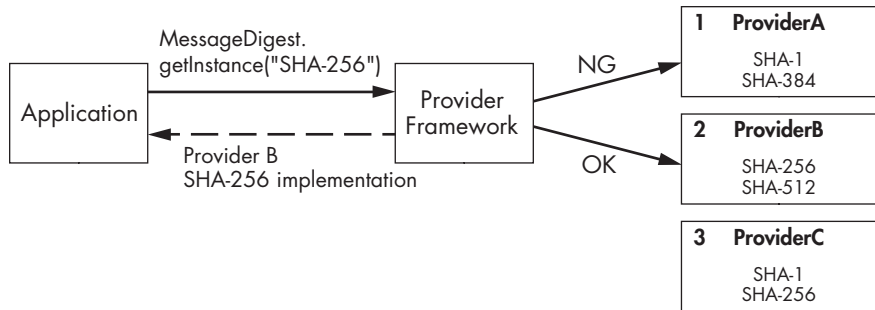 MessageDigest.
getInstance("SHA-256")
Application
Provider
Framework
Provider B
SHA-256 implementation
NG
OK
1 ProviderA
SHA-1
SHA-384
2 ProviderB
SHA-256
SHA-512
3 ProviderC
SHA-1
SHA-256